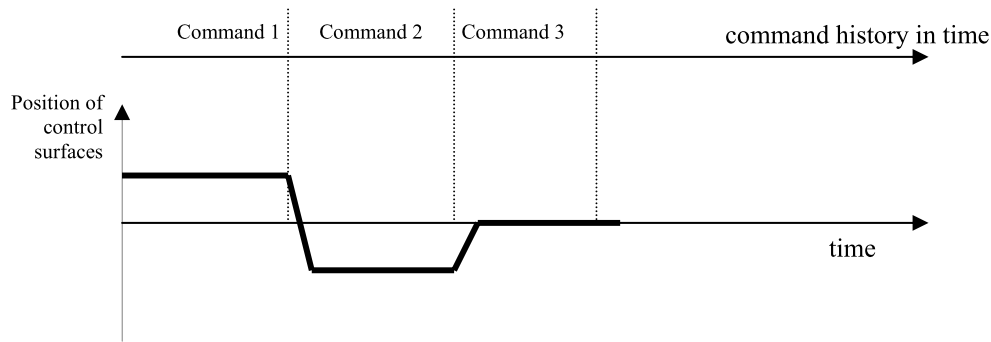 Command 1
Command 2
Command 3
command history in time
Position of
control
surfaces
time